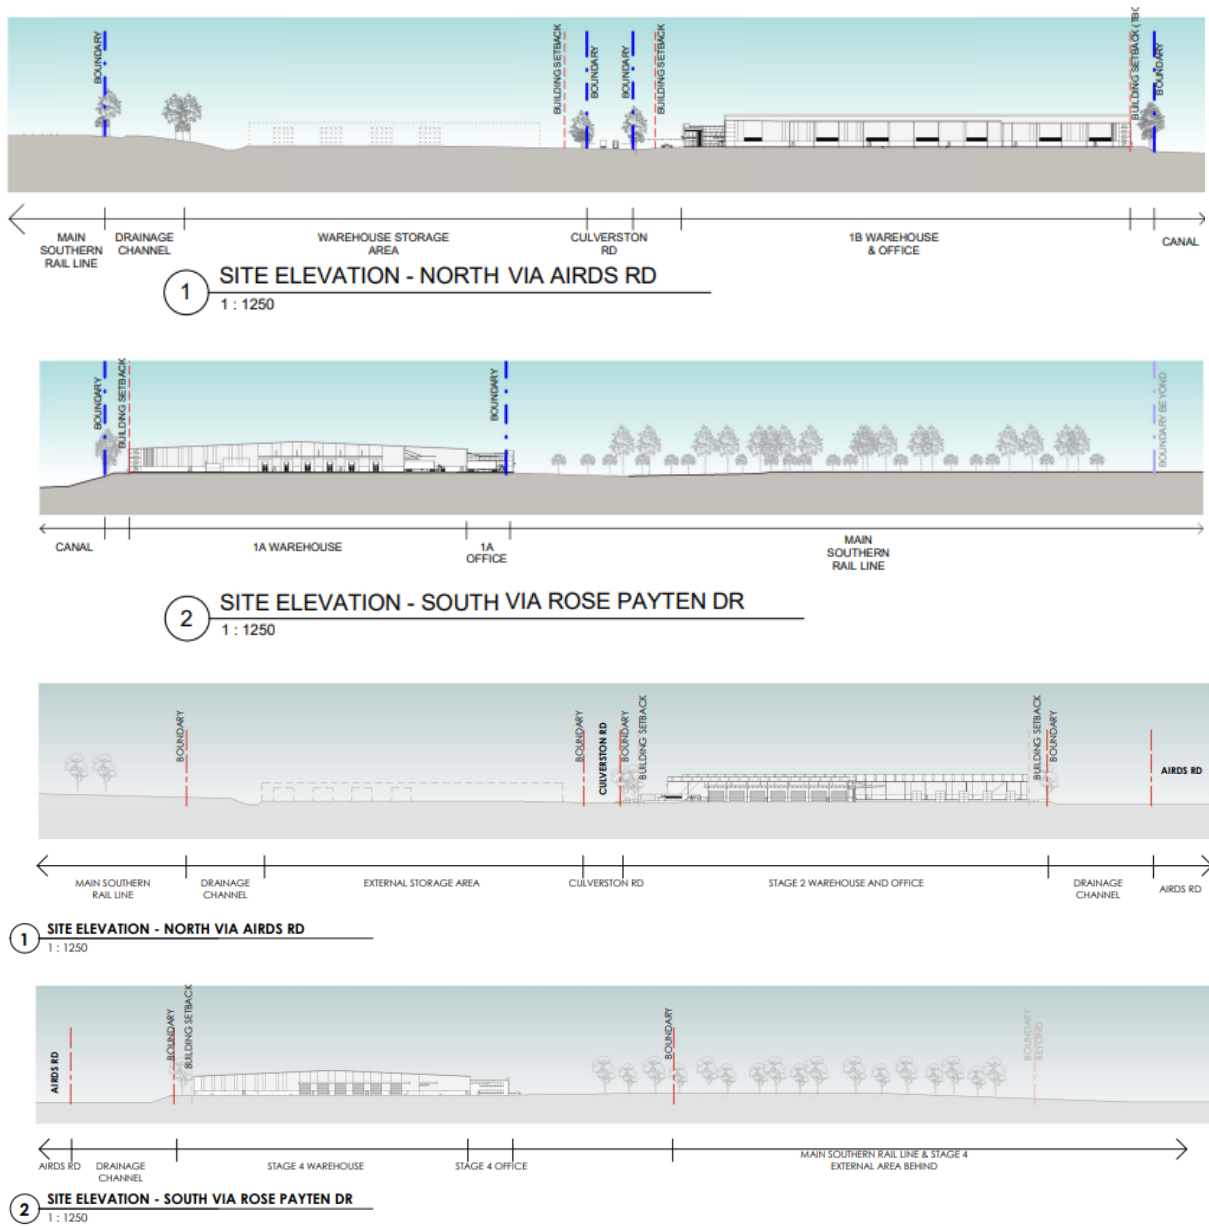 BOUNDARY
BUILDING SETBACK
BOUNDARY
BOUNDARY
BUILDING SETBACK
BUILDING SETBACK (TBC
BOUNDARY
MAIN
SOUTHERN
RAIL LINE
DRAINAGE
CHANNEL
WAREHOUSE STORAGE
AREA
CULVERSTON
RD
1B WAREHOUSE
& OFFICE
CANAL
1
SITE ELEVATION - NORTH VIA AIRDS RD
1 : 1250
BOUNDARY
BUILDING SETBACK
BOUNDARY
BOUNDARY BEYOND
CANAL
1A WAREHOUSE
1A
OFFICE
MAIN
SOUTHERN
RAIL LINE
2
SITE ELEVATION - SOUTH VIA ROSE PAYTEN DR
1 : 1250
BOUNDARY
BOUNDARY
CULVERSTON RD
BOUNDARY
BUILDING SETBACK
BUILDING SETBACK
BOUNDARY
AIRDS RD
MAIN SOUTHERN
RAIL LINE
DRAINAGE
CHANNEL
EXTERNAL STORAGE AREA
CULVERSTON RD
STAGE 2 WAREHOUSE AND OFFICE
DRAINAGE
CHANNEL
AIRDS RD
1
SITE ELEVATION - NORTH VIA AIRDS RD
1 : 1250
AIRDS RD
BOUNDARY
BUILDING SETBACK
BOUNDARY
BOUNDARY
BEYOND
AIRDS RD
DRAINAGE
CHANNEL
STAGE 4 WAREHOUSE
STAGE 4 OFFICE
MAIN SOUTHERN RAIL LINE & STAGE 4
EXTERNAL AREA BEHIND
2
SITE ELEVATION - SOUTH VIA ROSE PAYTEN DR
1 : 1250